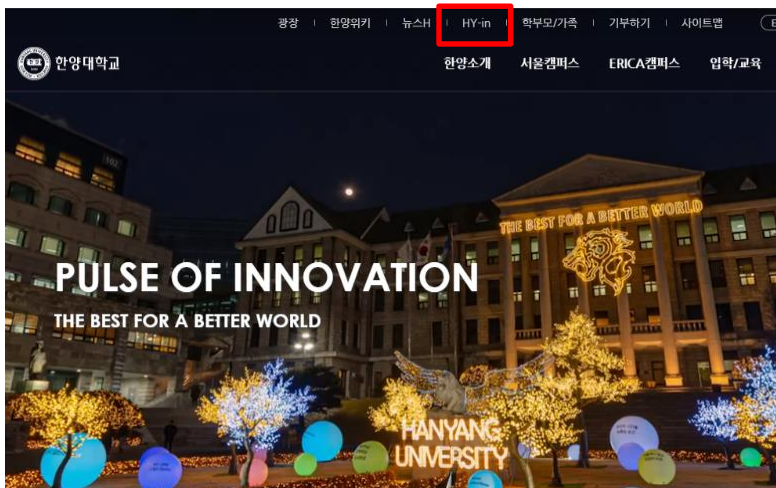 광장 | 한양위키 | 뉴스H | HY-in | 학부모/가족 | 기부하기 | 사이트맵
한양대학교 한양소개 서울캠퍼스 ERICA캠퍼스 입학/교육
102
THE BEST FOR A BETTER WORLD
PULSE OF INNOVATION
THE BEST FOR A BETTER WORLD
HANYANG
UNIVERSITY